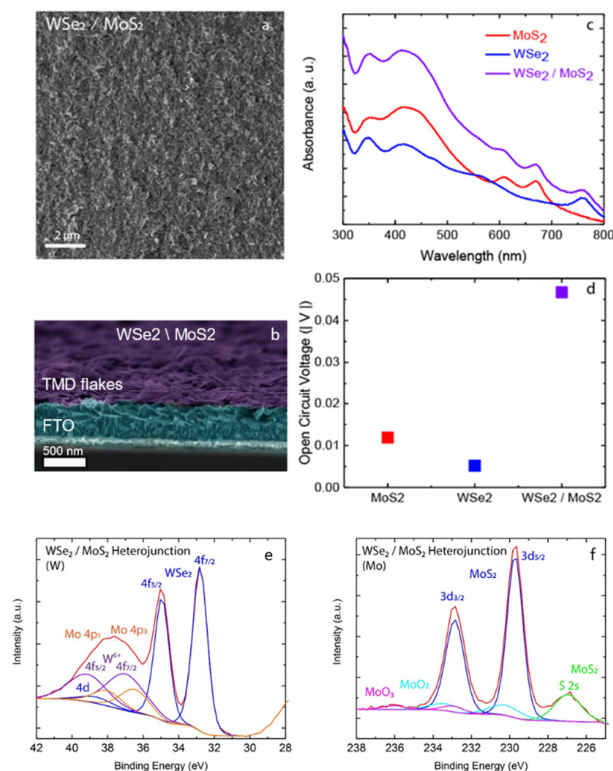 WSe₂ / MoS₂
a
2 μm
c
MoS2
WSe2
WSe2 / MoS2
Absorbance (a. u.)
300 400 500 600 700 800
Wavelength (nm)
WSe2 \ MoS2
b
TMD flakes
FTO
500 nm
d
Open Circuit Voltage (| V |)
0.05
0.04
0.03
0.02
0.01
0.00
MoS2 WSe2 WSe2 / MoS2
WSe₂ / MoS₂ Heterojunction
(W)
e
4f7/2
4f5/2
WSe₂
Mo 4p₁
Mo 4p₃
W⁶⁺
4f5/2
4f7/2
4d
Intensity (a.u.)
42 40 38 36 34 32 30 28
Binding Energy (eV)
WSe₂ / MoS₂ Heterojunction
(Mo)
f
3d5/2
MoS₂
3d3/2
MoS₂
MoO₃
MoO₂
S 2s
Intensity (a.u.)
238 236 234 232 230 228 226
Binding Energy (eV)